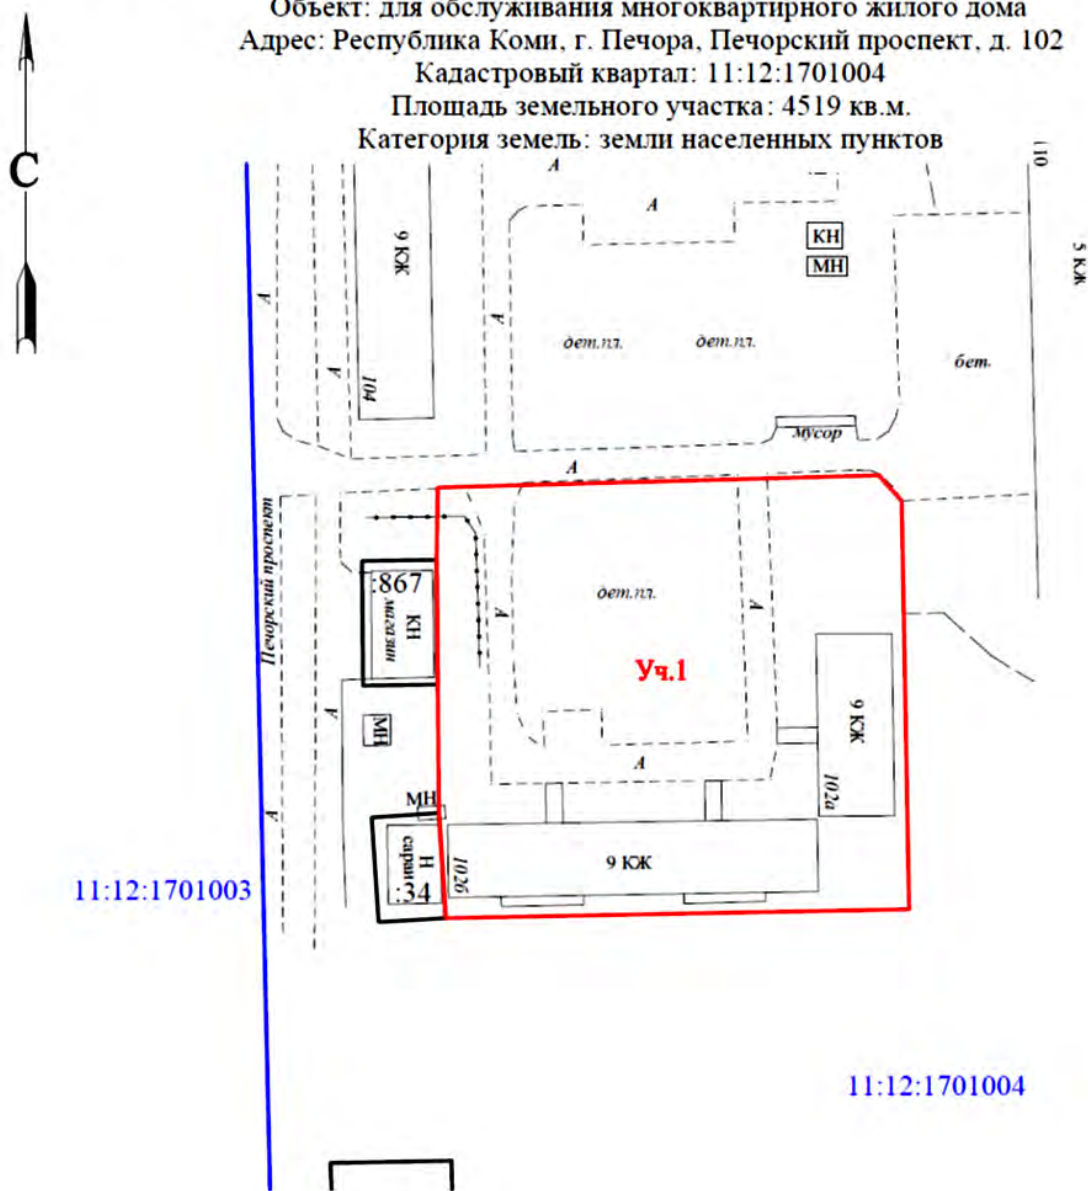 Объект: для обслуживания многоквартирного жилого дома
Адрес: Республика Коми, г. Печора, Печорский проспект, д. 102
Кадастровый квартал: 11:12:1701004
Площадь земельного участка: 4519 кв.м.
Категория земель: земли населенных пунктов
С
А
А
110
9 КЖ
КН
МН
5 КЖ
А
А
дет.пл.
дет.пл.
бет.
А
104
мусор
А
Печорский проспект
:867
КН
магазин
дет.пл.
А
А
Уч.1
А
МН
9 КЖ
А
102а
МН
А
Н
сараи
:34
102б
9 КЖ
11:12:1701003
11:12:1701004